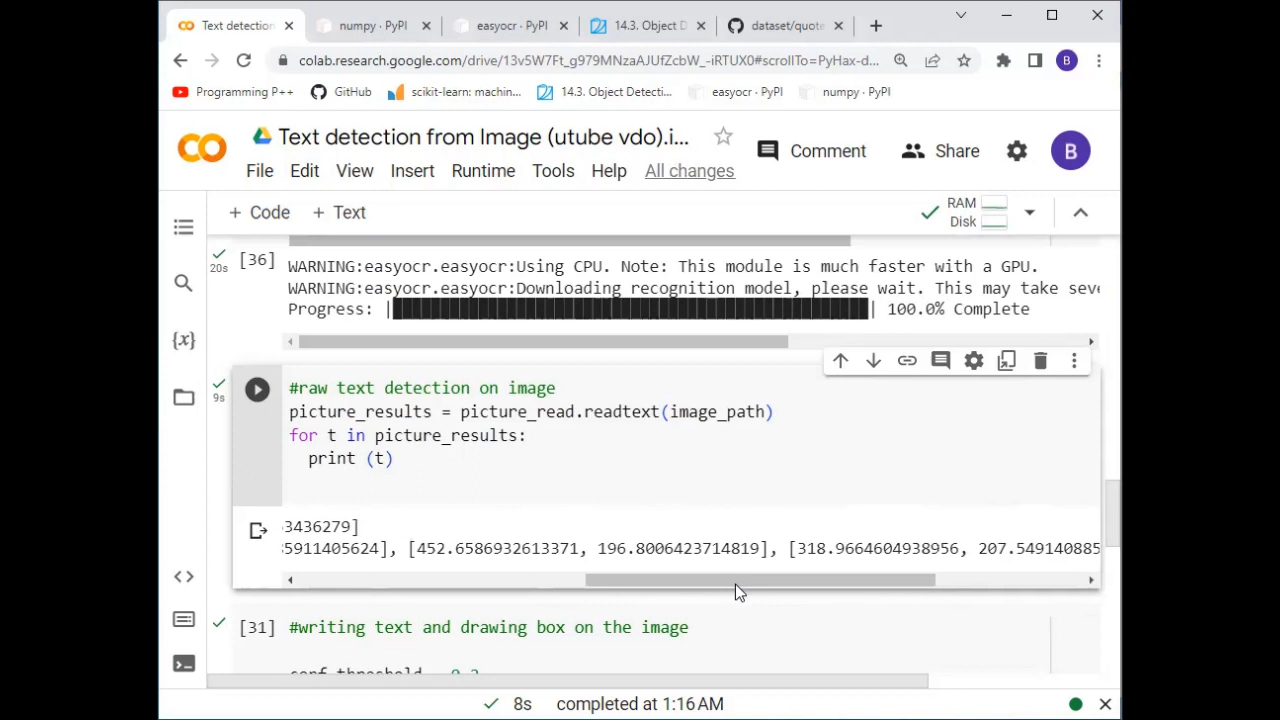 Text detection
numpy · PyPI
easyocr · PyPI
14.3. Object D
dataset/quote
colab.research.google.com/drive/13v5W7Ft_g979MNzaAJUfZcbW_-iRTUX0#scrollTo=PyHax-d...
B
Programming P++
GitHub
scikit-learn: machin...
14.3. Object Detecti...
easyocr · PyPI
numpy · PyPI
CO
Text detection from Image (utube vdo).i...
Comment
Share
B
File Edit View Insert Runtime Tools Help All changes
+ Code + Text
RAM
Disk
20s
[36]
WARNING:easyocr.easyocr:Using CPU. Note: This module is much faster with a GPU.
WARNING:easyocr.easyocr:Downloading recognition model, please wait. This may take seve
Progress: |██████████████████████████████████████████████████| 100.0% Complete
{x}
9s
#raw text detection on image
picture_results = picture_read.readtext(image_path)
for t in picture_results:
print (t)
3436279]
5911405624], [452.6586932613371, 196.8006423714819], [318.9664604938956, 207.549140885
[31]
#writing text and drawing box on the image
8s completed at 1:16 AM